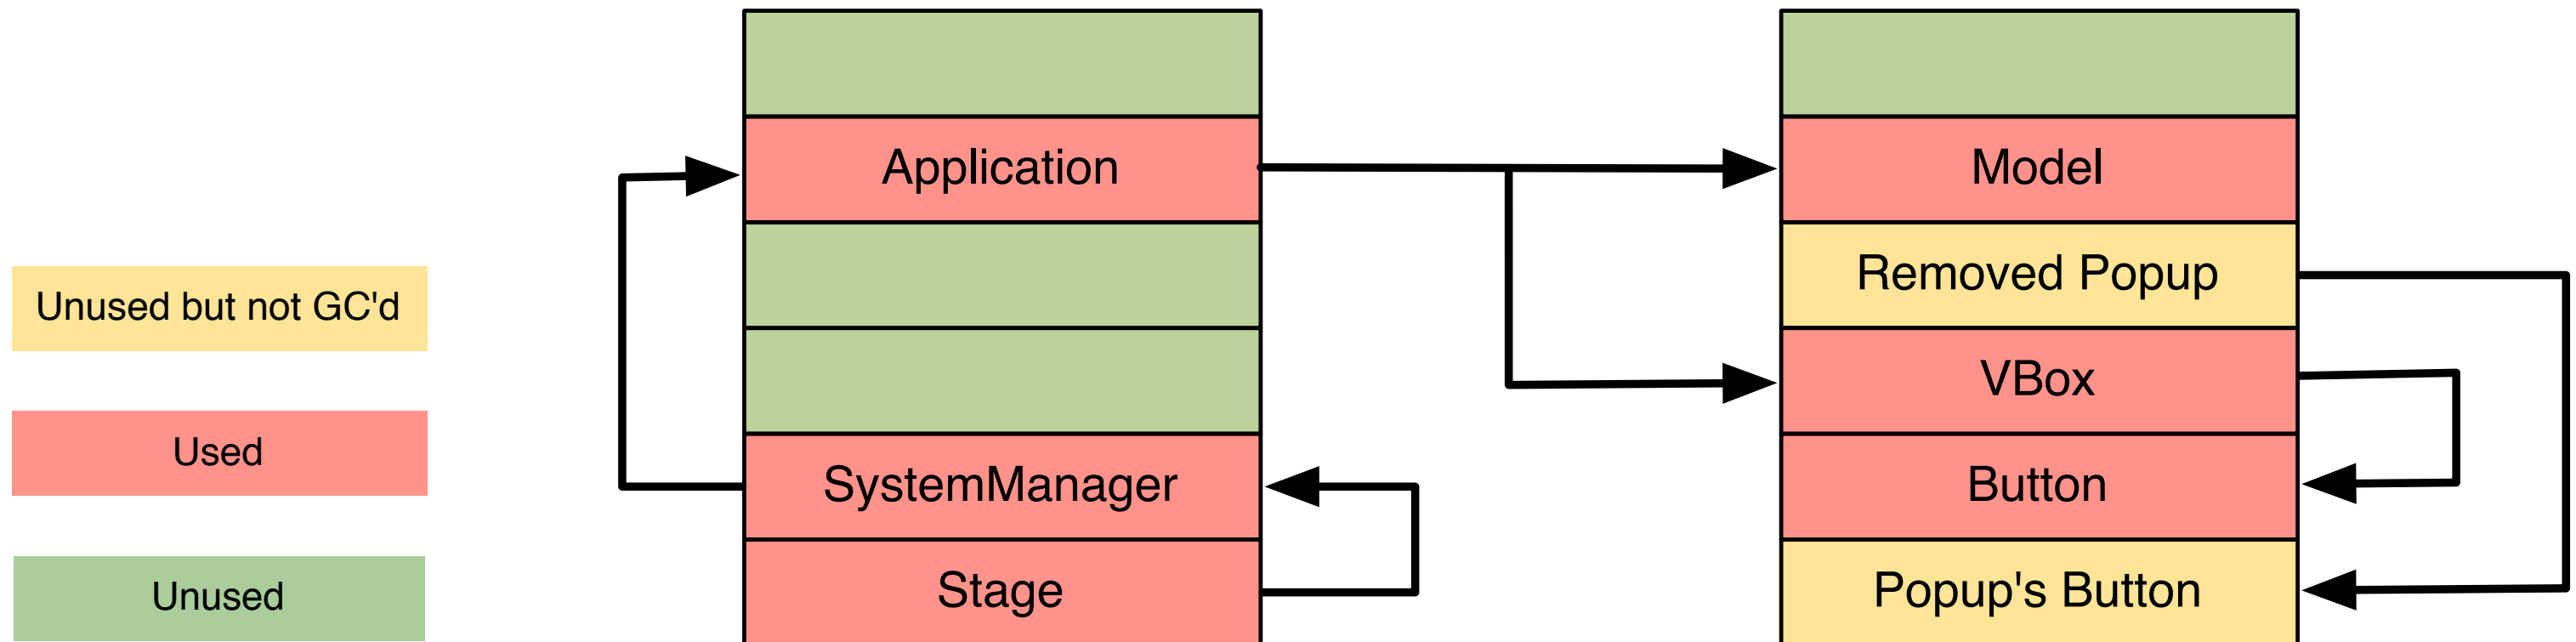 Unused but not GC'd
Used
Unused
Application
SystemManager
Stage
Model
Removed Popup
VBox
Button
Popup's Button